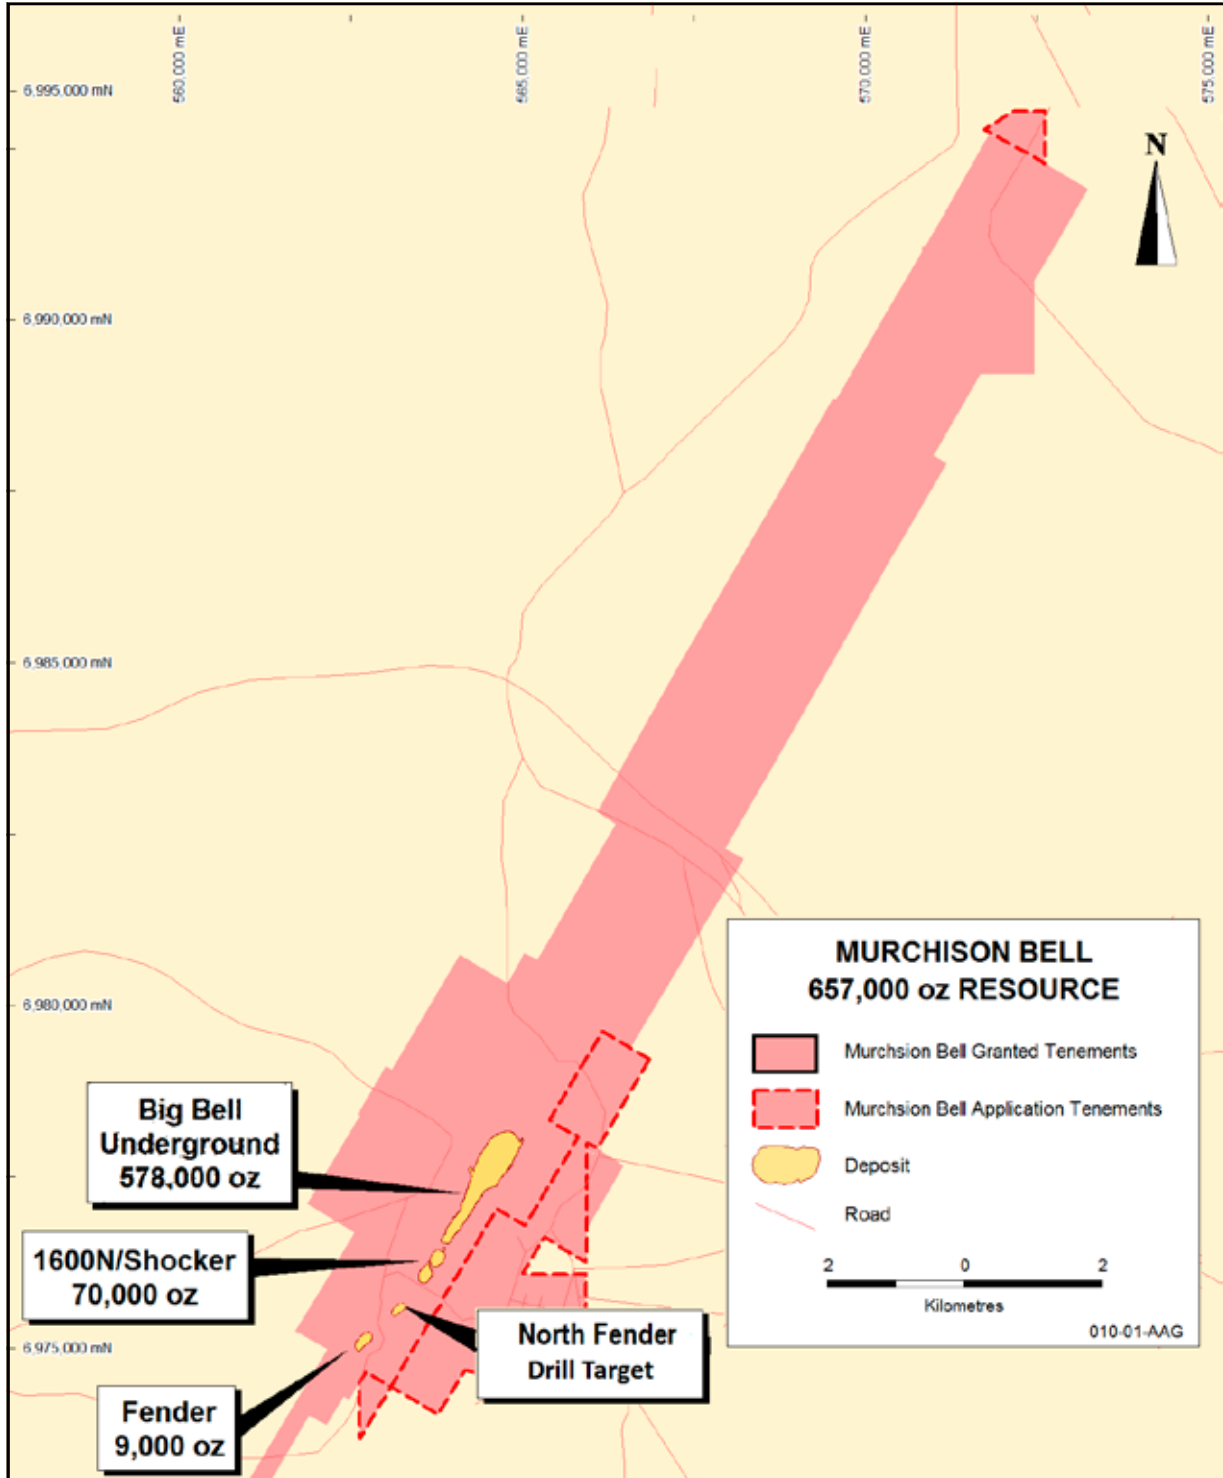 560,000 mE
565,000 mE
570,000 mE
575,000 mE
6,995,000 mN
N
6,990,000 mN
6,985,000 mN
6,980,000 mN
6,975,000 mN
Big Bell
Underground
578,000 oz
1600N/Shocker
70,000 oz
Fender
9,000 oz
North Fender
Drill Target
MURCHISON BELL
657,000 oz RESOURCE
Murchsion Bell Granted Tenements
Murchsion Bell Application Tenements
Deposit
Road
2 0 2
Kilometres
010-01-AAG